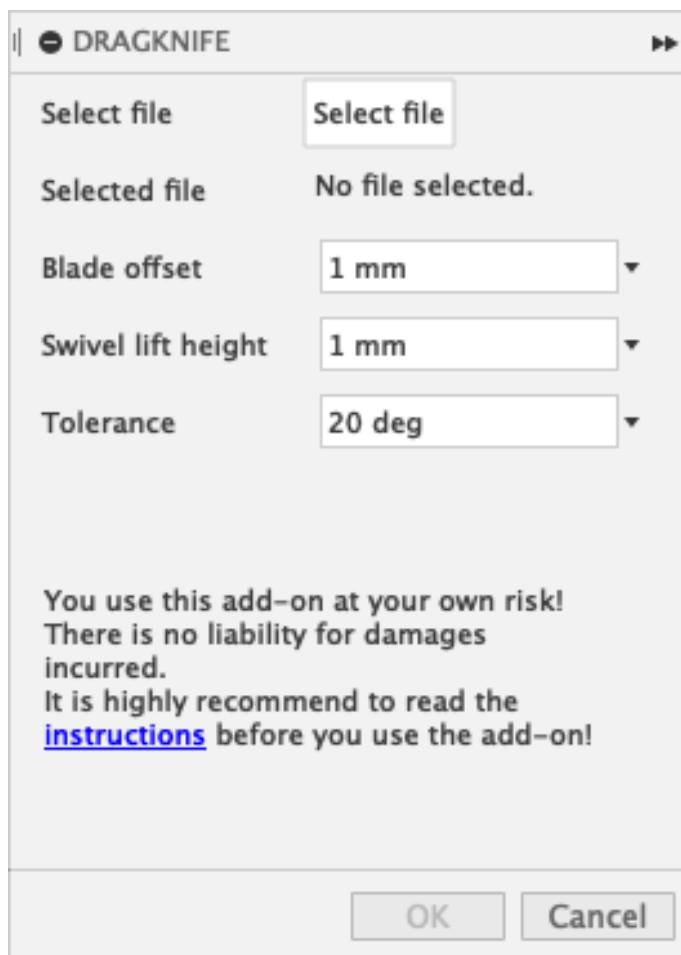 DRAGKNIFE
Select file Select file
Selected file No file selected.
Blade offset 1 mm
Swivel lift height 1 mm
Tolerance 20 deg
You use this add-on at your own risk!
There is no liability for damages
incurred.
It is highly recommend to read the
instructions before you use the add-on!
OK Cancel